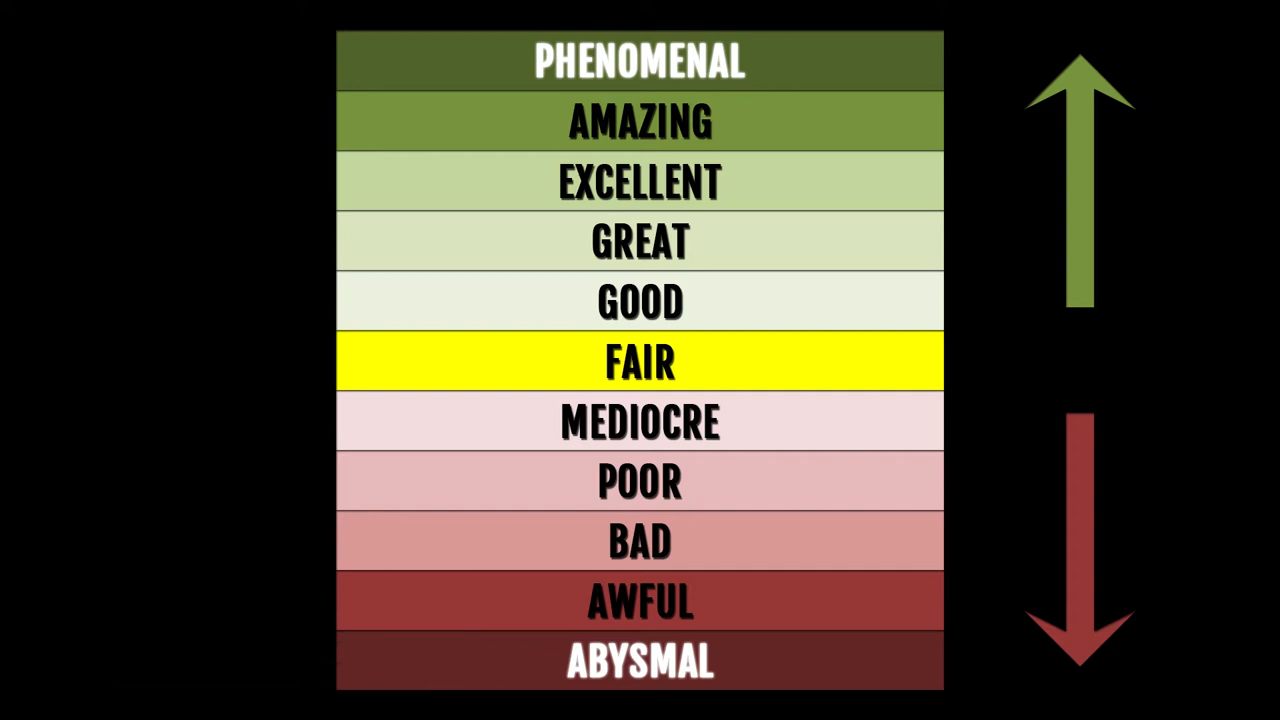 PHENOMENAL
AMAZING
EXCELLENT
GREAT
GOOD
FAIR
MEDIOCRE
POOR
BAD
AWFUL
ABYSMAL